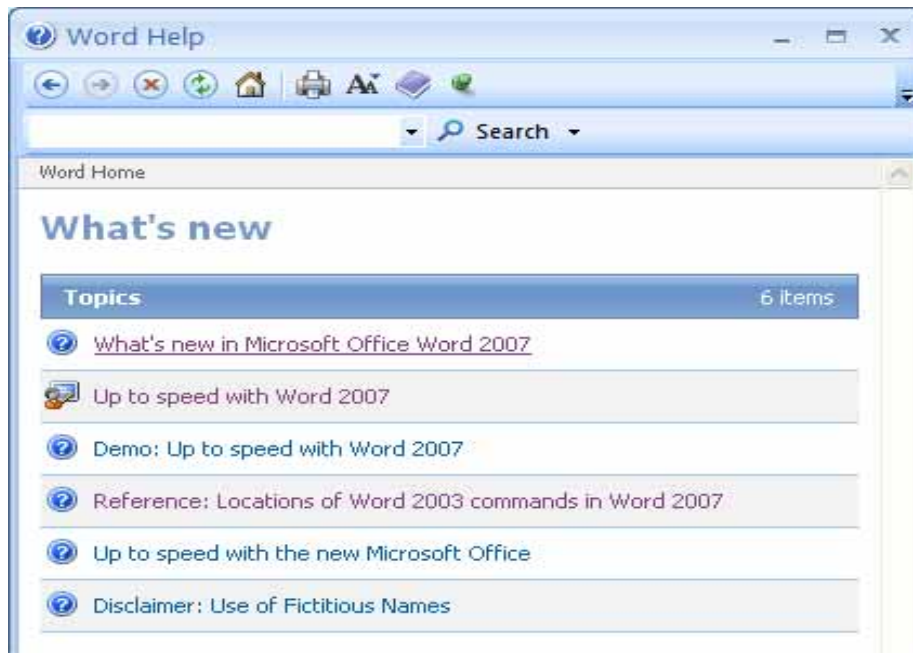 Word Help
Search
Word Home
What's new
Topics 6 items
What's new in Microsoft Office Word 2007
Up to speed with Word 2007
Demo: Up to speed with Word 2007
Reference: Locations of Word 2003 commands in Word 2007
Up to speed with the new Microsoft Office
Disclaimer: Use of Fictitious Names